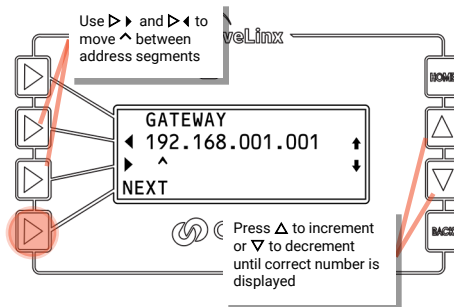 Use ▷ ▶ and ▷ ◀ to
move ^ between
address segments
veLinx
HOME
GATEWAY
◀ 192.168.001.001 ⬆
▶ ^ ⬇
NEXT
BACK
Press △ to increment
or ▽ to decrement
until correct number is
displayed